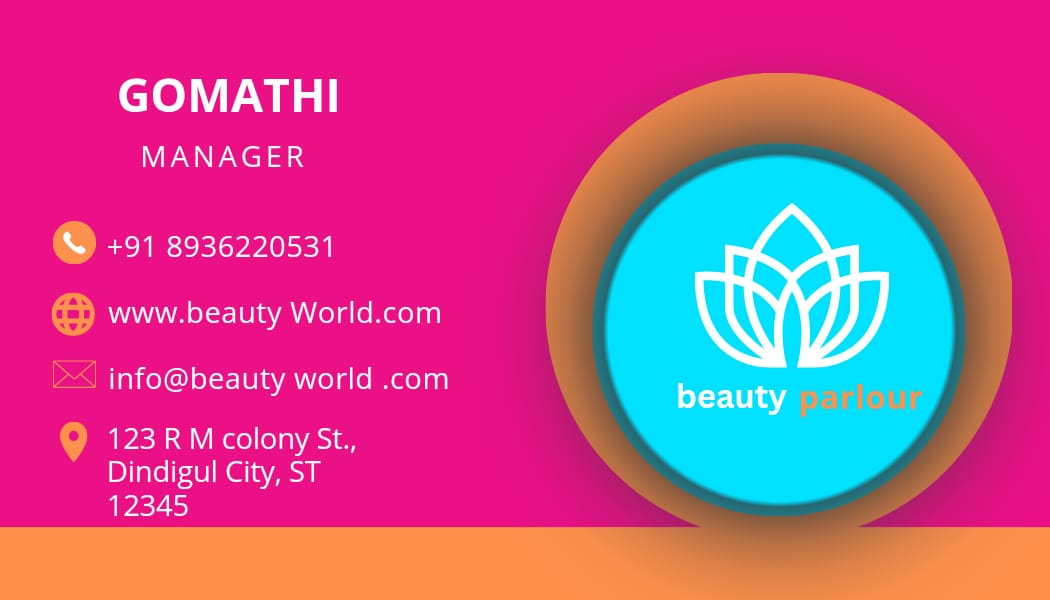 GOMATHI
MANAGER
+91 8936220531
www.beauty World.com
info@beauty world .com
123 R M colony St.,
Dindigul City, ST
12345
beauty parlour